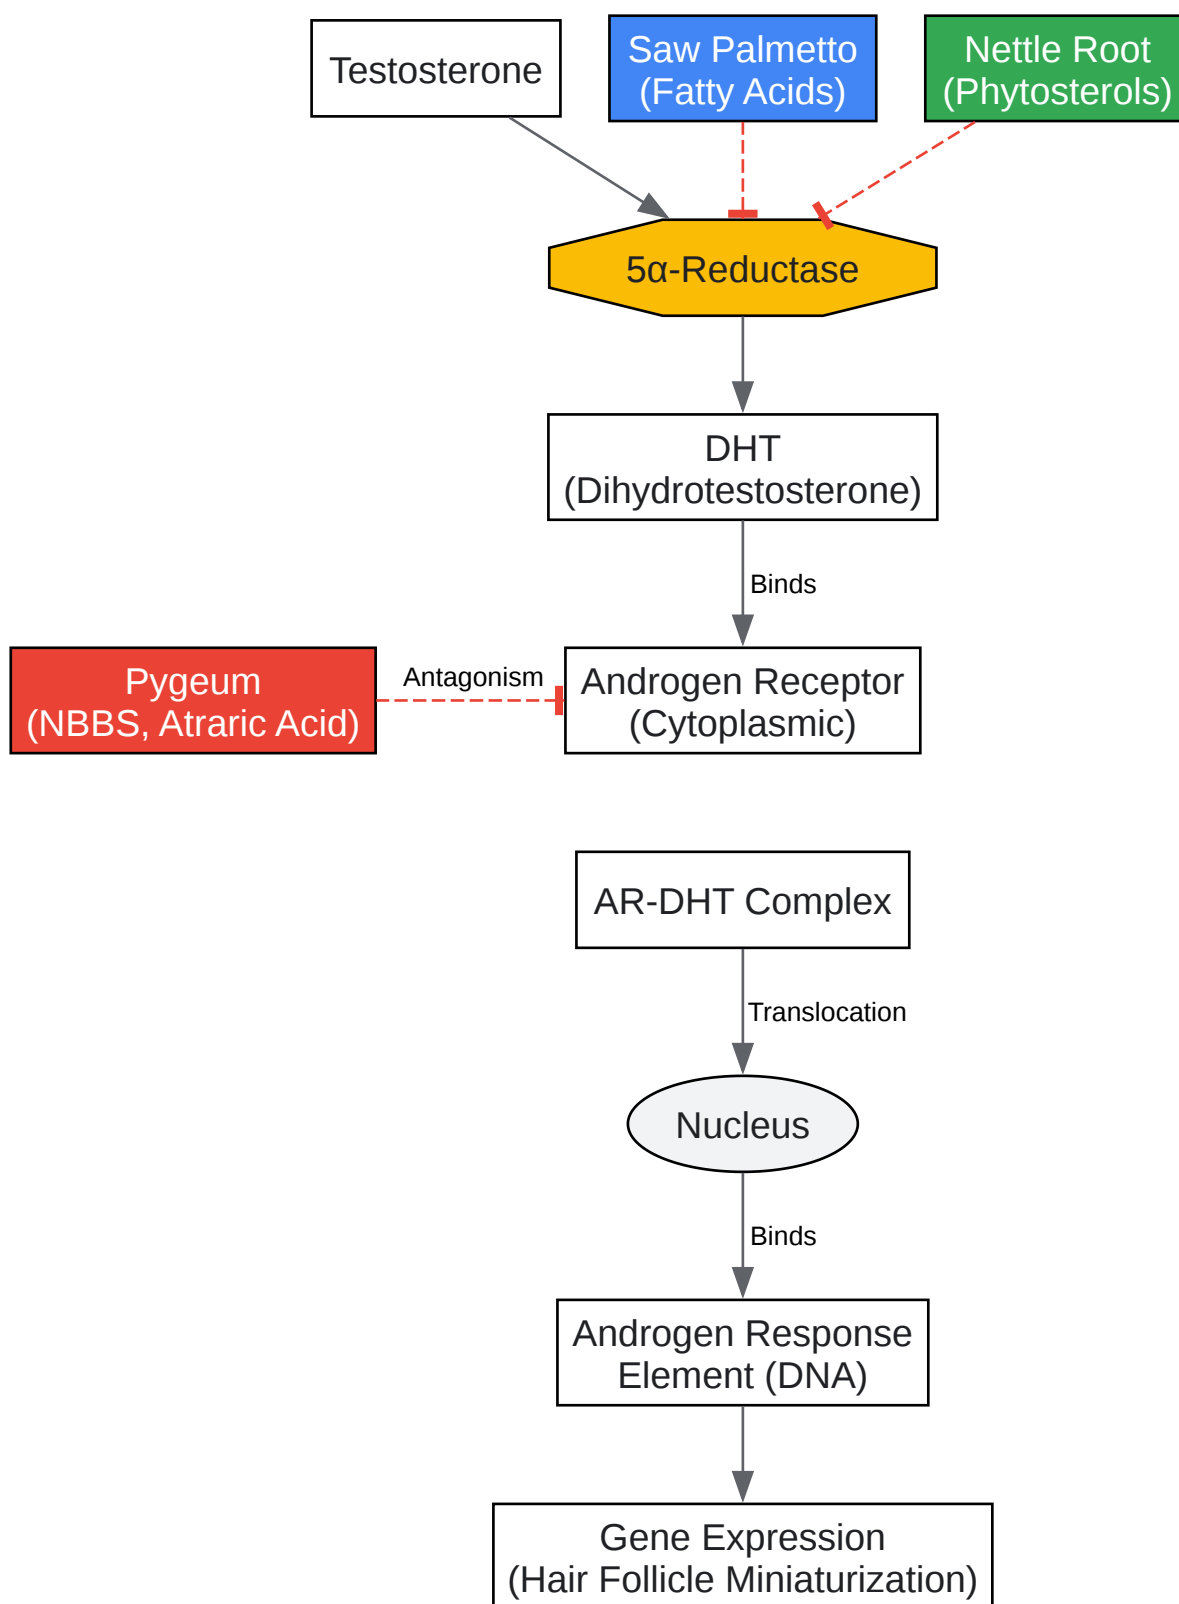 Testosterone
Saw Palmetto
(Fatty Acids)
Nettle Root
(Phytosterols)
5α-Reductase
DHT
(Dihydrotestosterone)
Binds
Pygeum
(NBBS, Atraric Acid)
Antagonism
Androgen Receptor
(Cytoplasmic)
AR-DHT Complex
Translocation
Nucleus
Binds
Androgen Response
Element (DNA)
Gene Expression
(Hair Follicle Miniaturization)